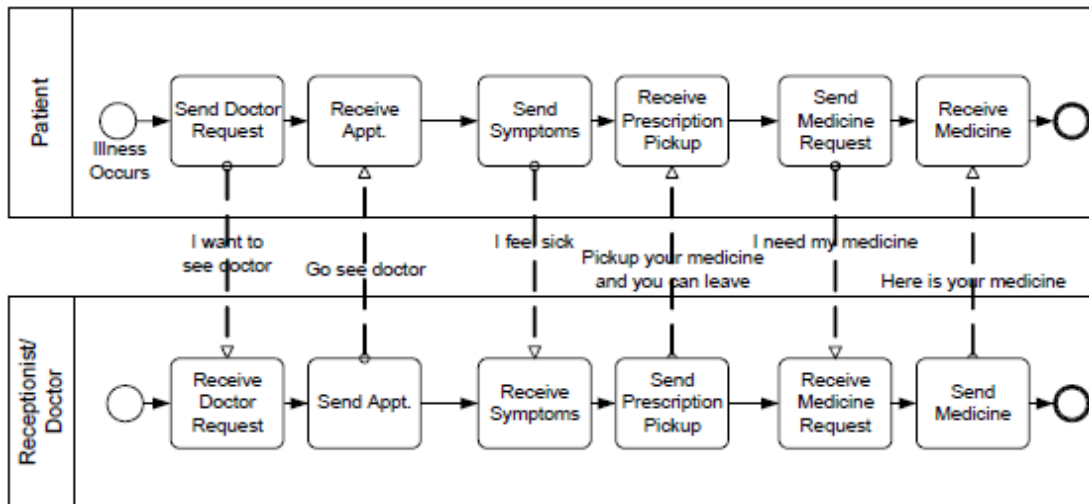 Patient
Illness
Occurs
Send Doctor
Request
Receive
Appt.
Send
Symptoms
Receive
Prescription
Pickup
Send
Medicine
Request
Receive
Medicine
I want to
see doctor
Go see doctor
I feel sick
Pickup your medicine
and you can leave
I need my medicine
Here is your medicine
Receptionist/
Doctor
Receive
Doctor
Request
Send Appt.
Receive
Symptoms
Send
Prescription
Pickup
Receive
Medicine
Request
Send
Medicine